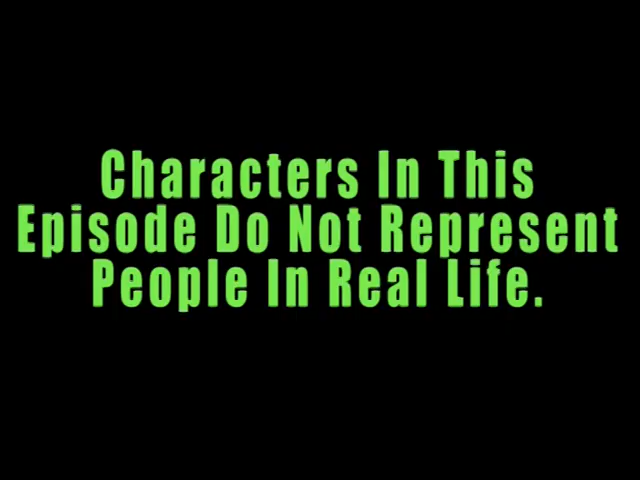 Characters In This
Episode Do Not Represent
People In Real Life.